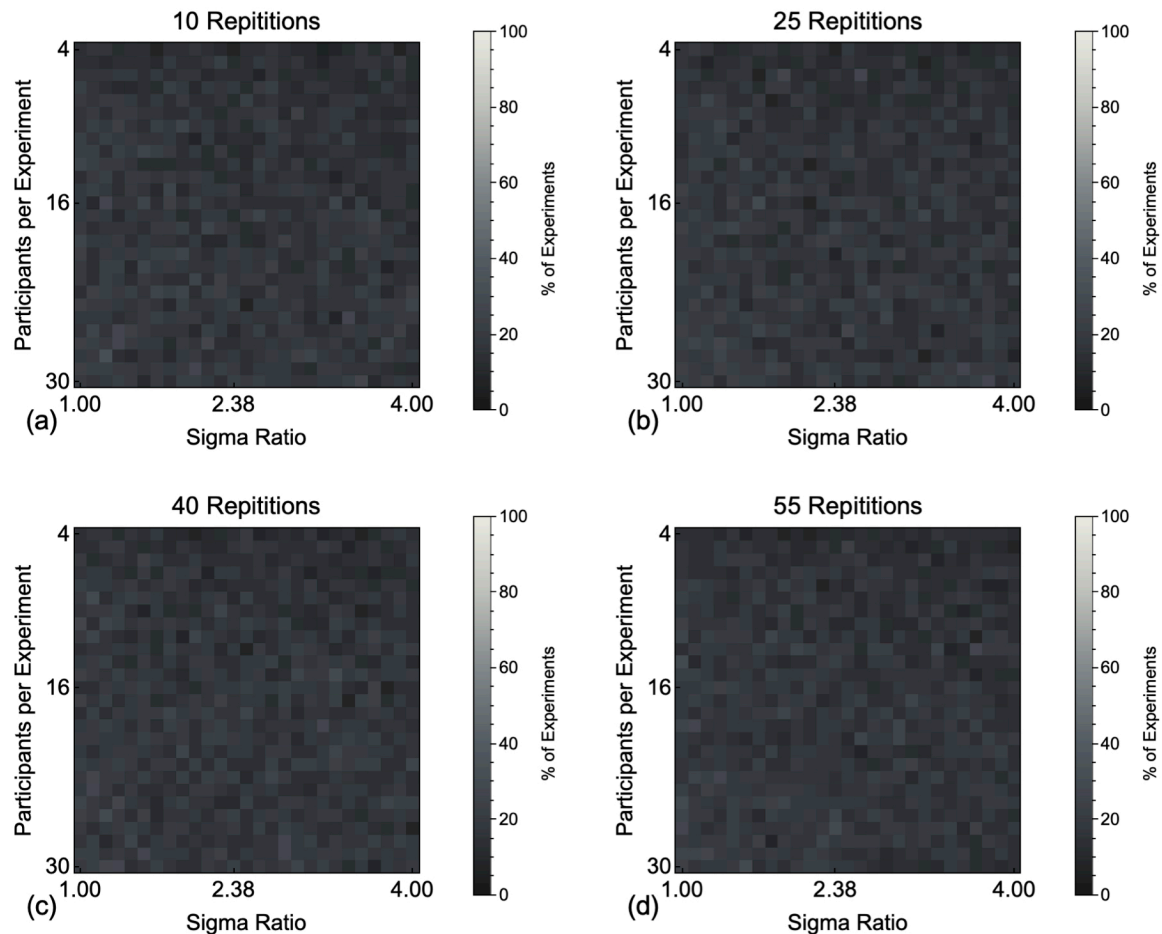 10 Repititions
4
16
30
1.00
2.38
4.00
Participants per Experiment
Sigma Ratio
100
80
60
40
20
0
% of Experiments
(a)
25 Repititions
4
16
30
1.00
2.38
4.00
Participants per Experiment
Sigma Ratio
100
80
60
40
20
0
% of Experiments
(b)
40 Repititions
4
16
30
1.00
2.38
4.00
Participants per Experiment
Sigma Ratio
100
80
60
40
20
0
% of Experiments
(c)
55 Repititions
4
16
30
1.00
2.38
4.00
Participants per Experiment
Sigma Ratio
100
80
60
40
20
0
% of Experiments
(d)